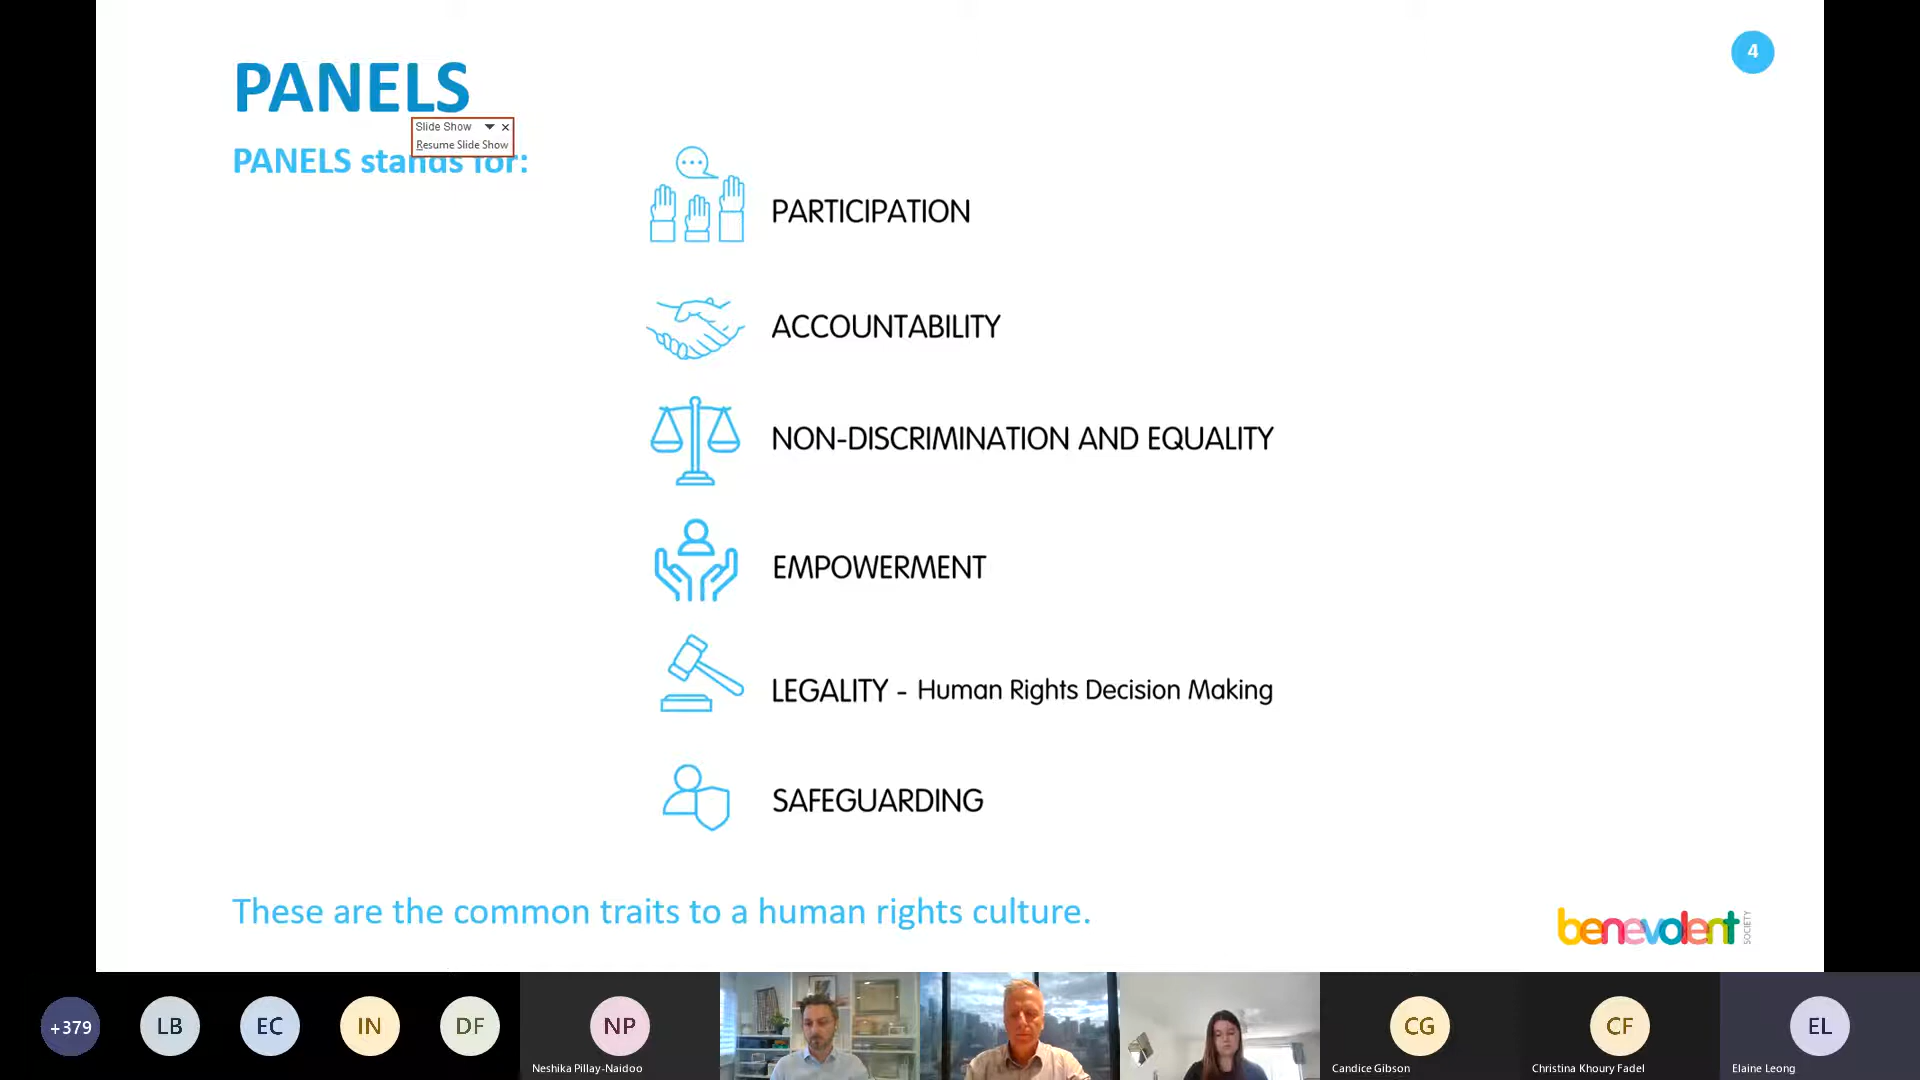 4
PANELS
Slide Show
Resume Slide Show
PANELS stands for:
PARTICIPATION
ACCOUNTABILITY
NON-DISCRIMINATION AND EQUALITY
EMPOWERMENT
LEGALITY - Human Rights Decision Making
SAFEGUARDING
These are the common traits to a human rights culture.
benevolent SOCIETY
+379
LB
EC
IN
DF
NP
Neshika Pillay-Naidoo
CG
Candice Gibson
CF
Christina Khoury Fadel
EL
Elaine Leong